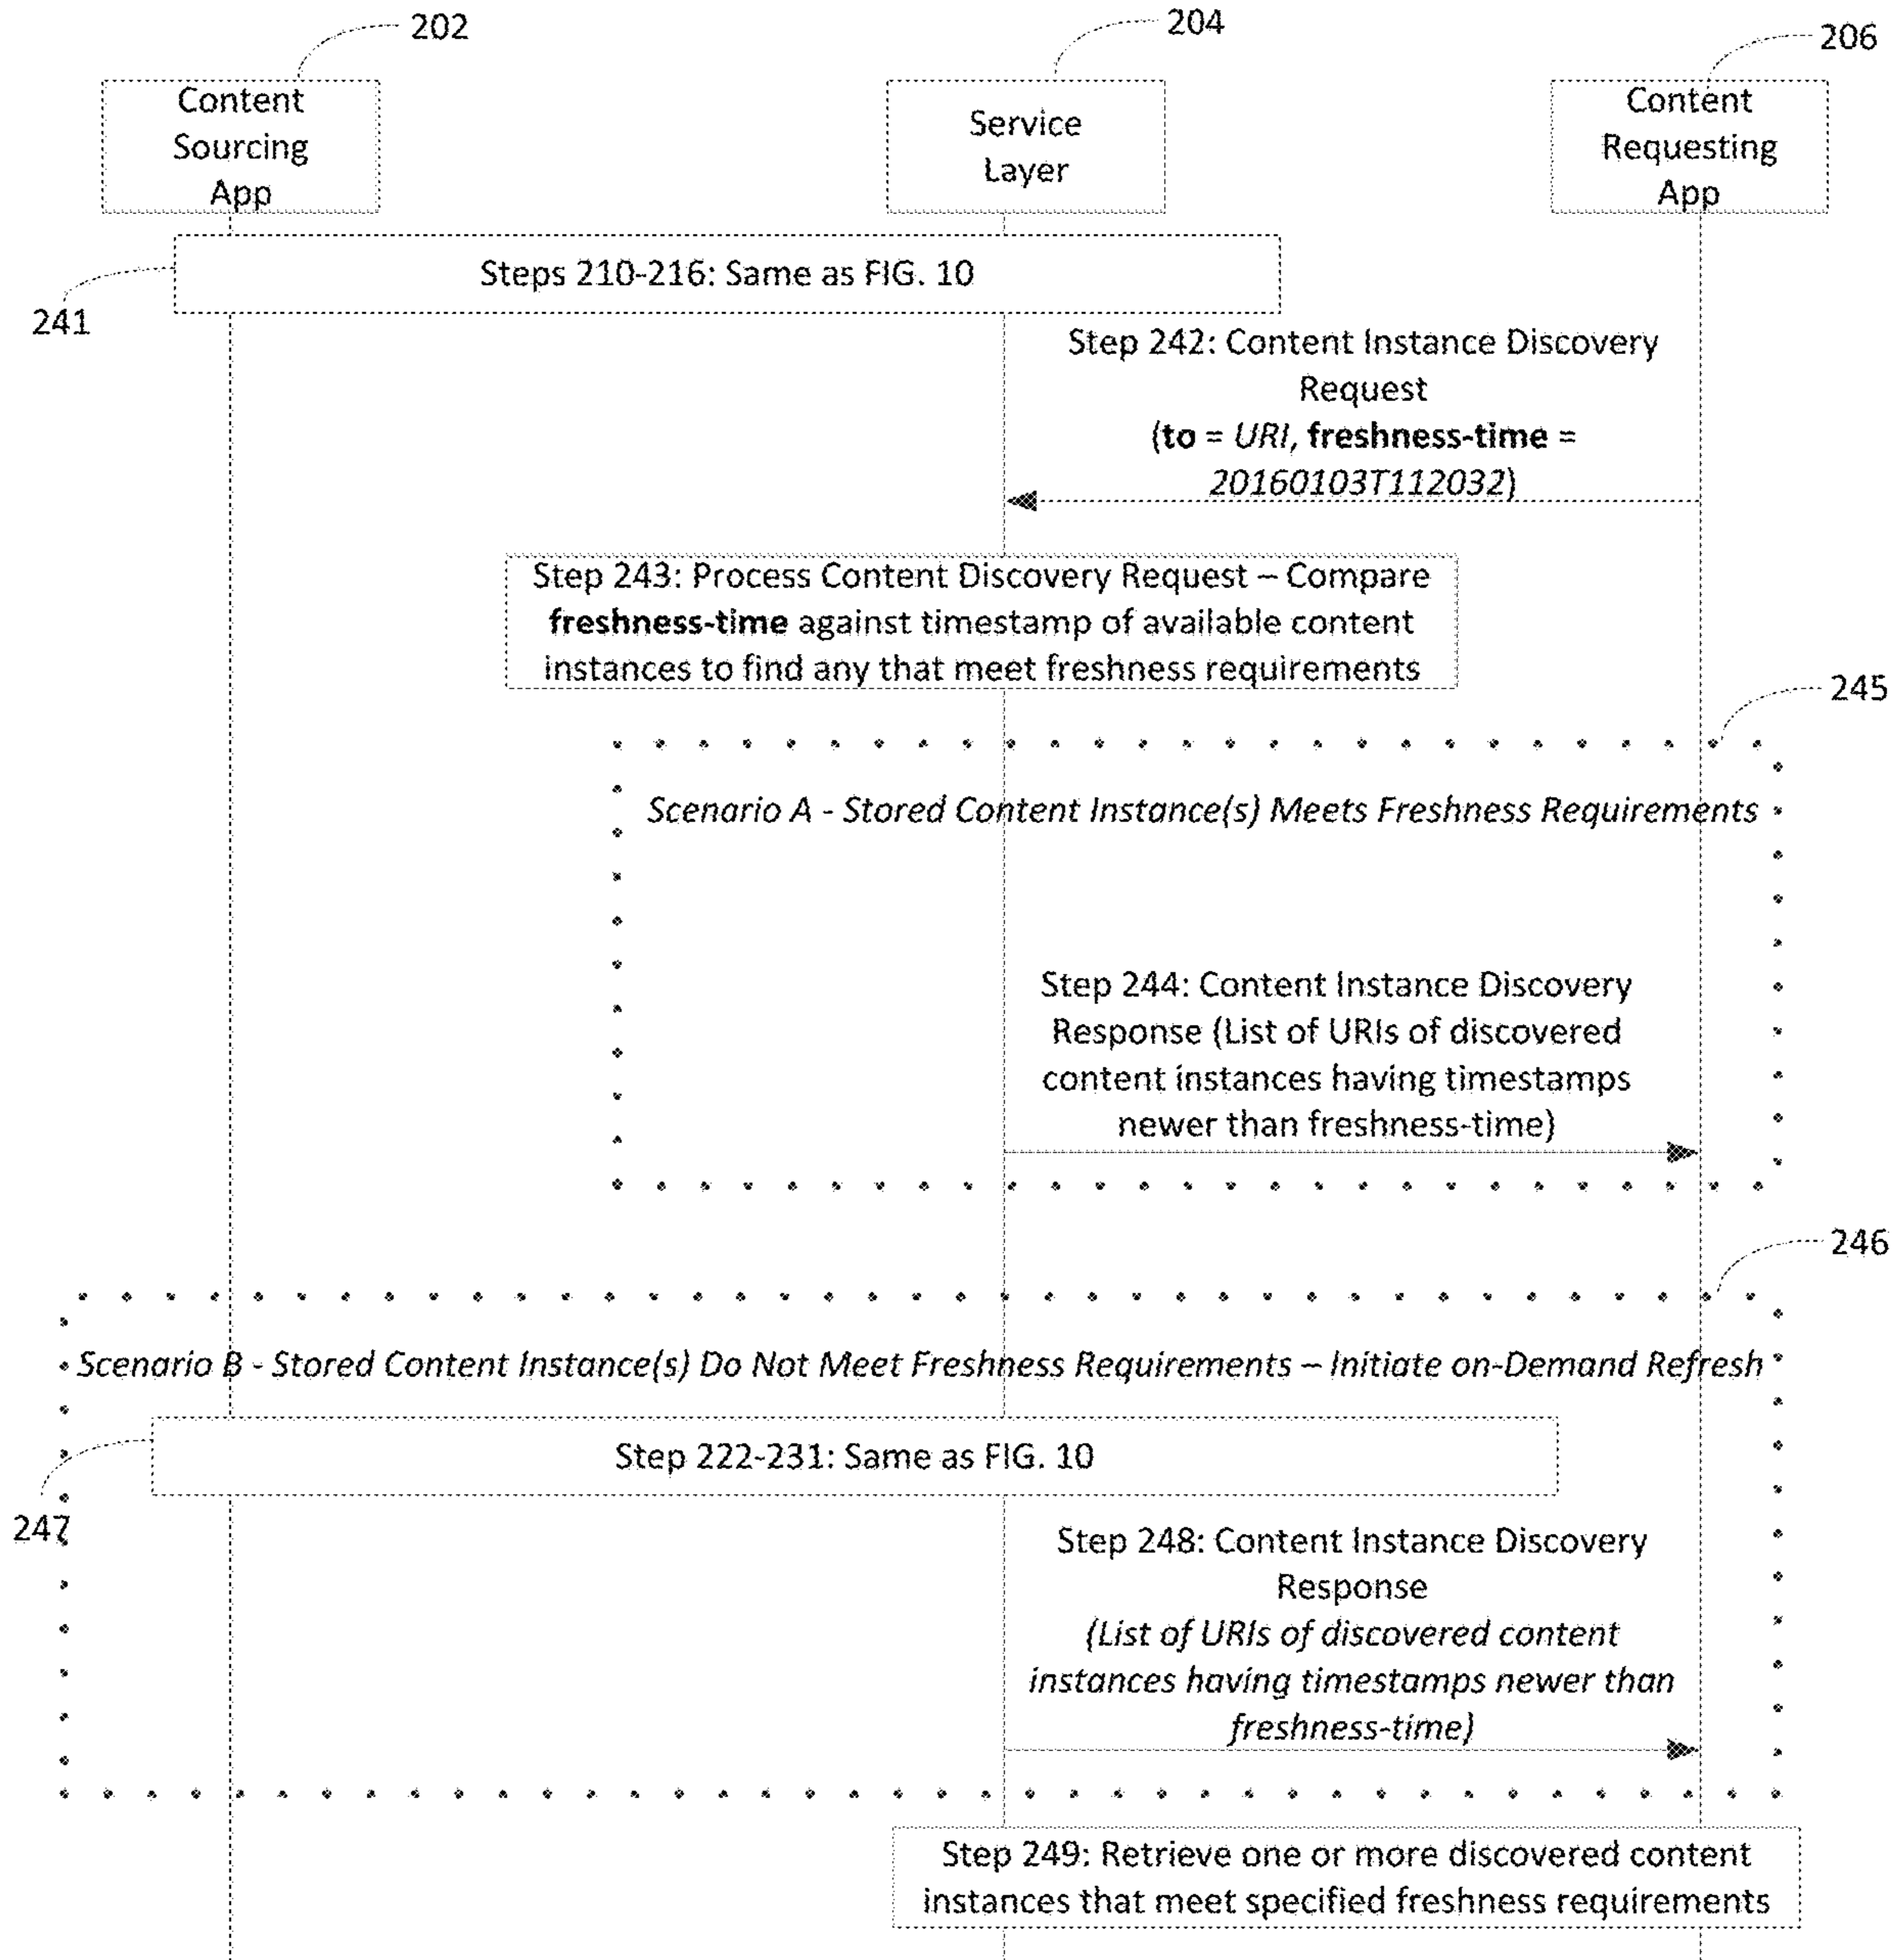 202
204
206
Content
Sourcing
App
Service
Layer
Content
Requesting
App
Steps 210-216: Same as FIG. 10
241
Step 242: Content Instance Discovery
Request
(to = URI, freshness-time =
20160103T112032)
Step 243: Process Content Discovery Request – Compare
freshness-time against timestamp of available content
instances to find any that meet freshness requirements
245
Scenario A - Stored Content Instance(s) Meets Freshness Requirements
Step 244: Content Instance Discovery
Response (List of URIs of discovered
content instances having timestamps
newer than freshness-time)
246
Scenario B - Stored Content Instance(s) Do Not Meet Freshness Requirements – Initiate on-Demand Refresh
Step 222-231: Same as FIG. 10
247
Step 248: Content Instance Discovery
Response
(List of URIs of discovered content
instances having timestamps newer than
freshness-time)
Step 249: Retrieve one or more discovered content
instances that meet specified freshness requirements